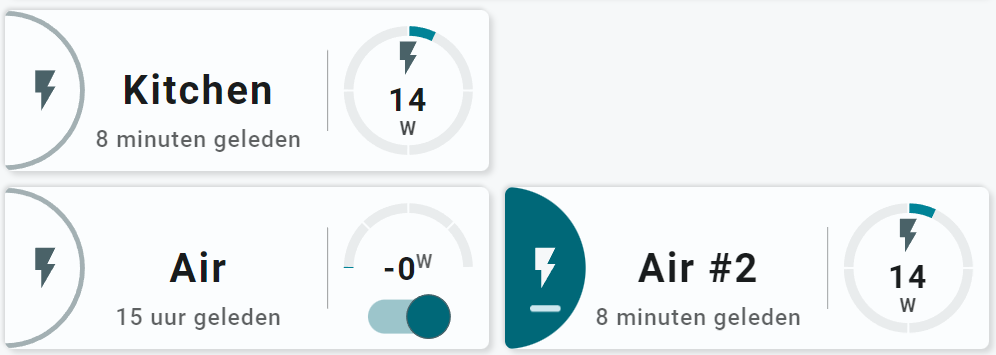 Kitchen
8 minuten geleden
14
W
Air
15 uur geleden
-0W
Air #2
8 minuten geleden
14
W